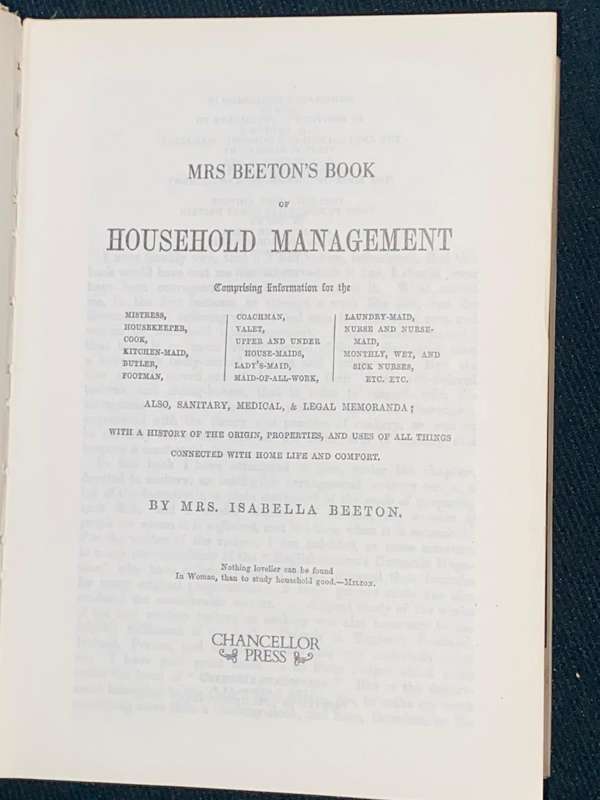 MRS BEETON'S BOOK
OF
HOUSEHOLD MANAGEMENT
Comprising Information for the
MISTRESS,
HOUSEKEEPER,
COOK,
KITCHEN-MAID,
BUTLER,
FOOTMAN,
COACHMAN,
VALET,
UPPER AND UNDER
HOUSE-MAIDS,
LADY'S-MAID,
MAID-OF-ALL-WORK,
LAUNDRY-MAID,
NURSE AND NURSE-
MAID,
MONTHLY, WET, AND
SICK NURSES,
ETC. ETC.
ALSO, SANITARY, MEDICAL, & LEGAL MEMORANDA;
WITH A HISTORY OF THE ORIGIN, PROPERTIES, AND USES OF ALL THINGS
CONNECTED WITH HOME LIFE AND COMFORT.
BY MRS. ISABELLA BEETON.
Nothing lovelier can be found
In Woman, than to study household good.—MILTON.
CHANCELLOR
PRESS